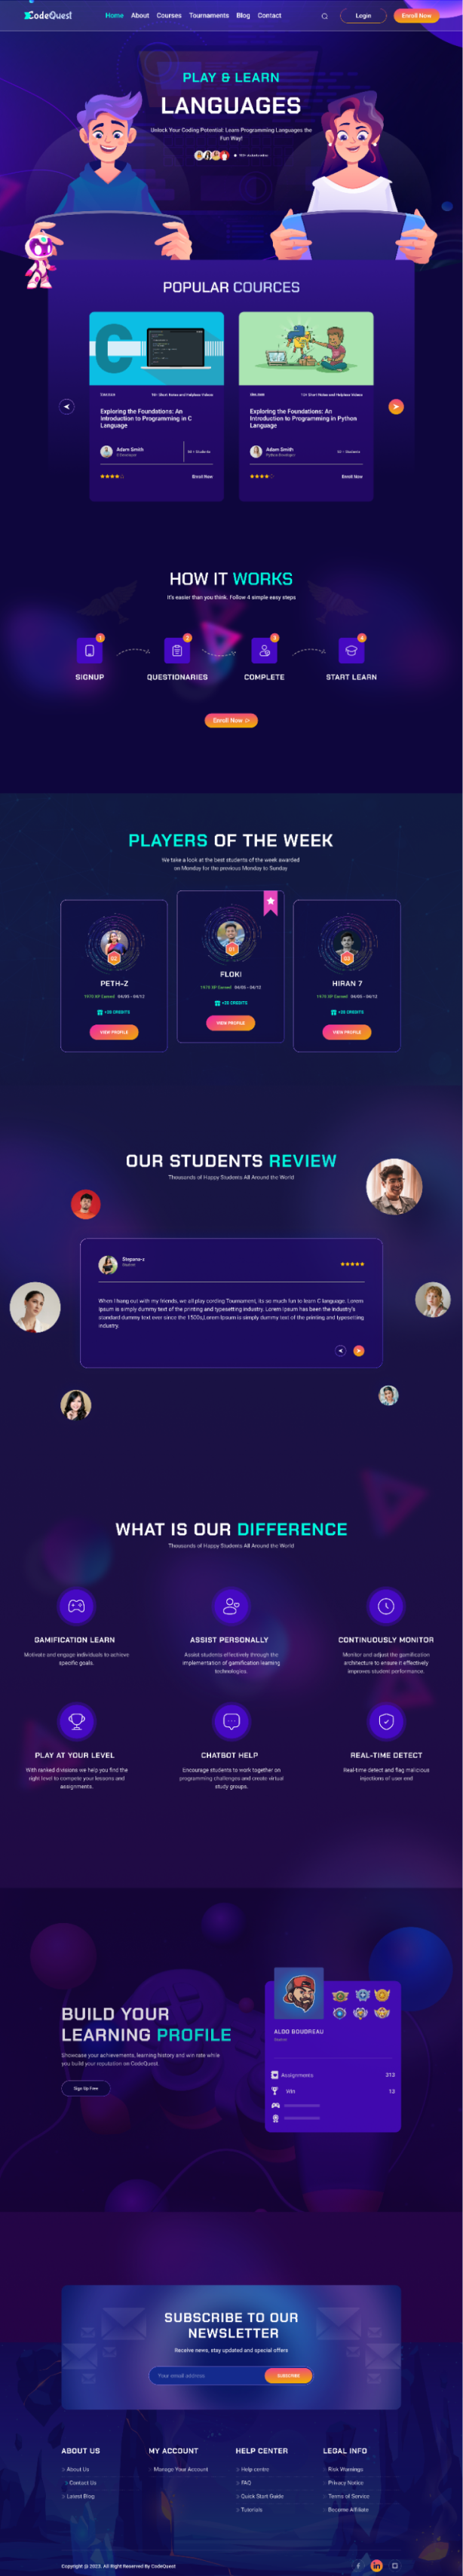 CodeQuest
Home About Courses Tournaments Blog Contact
Login
Enroll Now
PLAY & LEARN
LANGUAGES
Unlock Your Coding Potential: Learn Programming Languages the
Fun Way!
POPULAR COURCES
Exploring the Foundations: An
Introduction to Programming in C
Language
Adam Smith
Enroll Now
Exploring the Foundations: An
Introduction to Programming in Python
Language
Adam Smith
Enroll Now
HOW IT WORKS
It's easier than you think. Follow 4 simple easy steps
1
2
3
4
SIGNUP
QUESTIONARIES
COMPLETE
START LEARN
Enroll Now
PLAYERS OF THE WEEK
We take a look at the best students of the week awarded
on Monday for the previous Monday to Sunday
02
PETH-Z
+25 CREDITS
VIEW PROFILE
01
FLOKI
+25 CREDITS
VIEW PROFILE
03
HIRAN 7
+25 CREDITS
VIEW PROFILE
OUR STUDENTS REVIEW
Thousands of Happy Students All Around the World
When I hang out with my friends, we all play cording Tournament, its so much fun to learn C language. Lorem
Ipsum is simply dummy text of the printing and typesetting industry. Lorem Ipsum has been the industry's
standard dummy text ever since the 1500s,Lorem Ipsum is simply dummy text of the printing and typesetting
industry.
WHAT IS OUR DIFFERENCE
Thousands of Happy Students All Around the World
GAMIFICATION LEARN
Motivate and engage individuals to achieve
specific goals.
ASSIST PERSONALLY
Assist students effectively through the
implementation of gamification learning
technologies.
CONTINUOUSLY MONITOR
Monitor and adjust the gamification
architecture to ensure it effectively
improves student performance.
PLAY AT YOUR LEVEL
With ranked divisions we help you find the
right level to compete your lessons and
assignments.
CHATBOT HELP
Encourage students to work together on
programming challenges and create virtual
study groups.
REAL-TIME DETECT
Real-time detect and flag malicious
injections of user end
BUILD YOUR
LEARNING PROFILE
Showcase your achievements, learning history and win rate while
you build your reputation on CodeQuest
Sign Up Free
ALDO BOUDREAU
Assignments 213
Win 12
SUBSCRIBE TO OUR
NEWSLETTER
Receive news, stay updated and special offers
Your email address
SUBSCRIBE
ABOUT US
About Us
Contact Us
Latest Blog
MY ACCOUNT
Manage Your Account
HELP CENTER
Help centre
FAQ
Quick Start Guide
Tutorials
LEGAL INFO
Risk Warnings
Privacy Notice
Terms of Service
Become Affiliate
Copyright @ 2023. All Right Reserved By CodeQuest